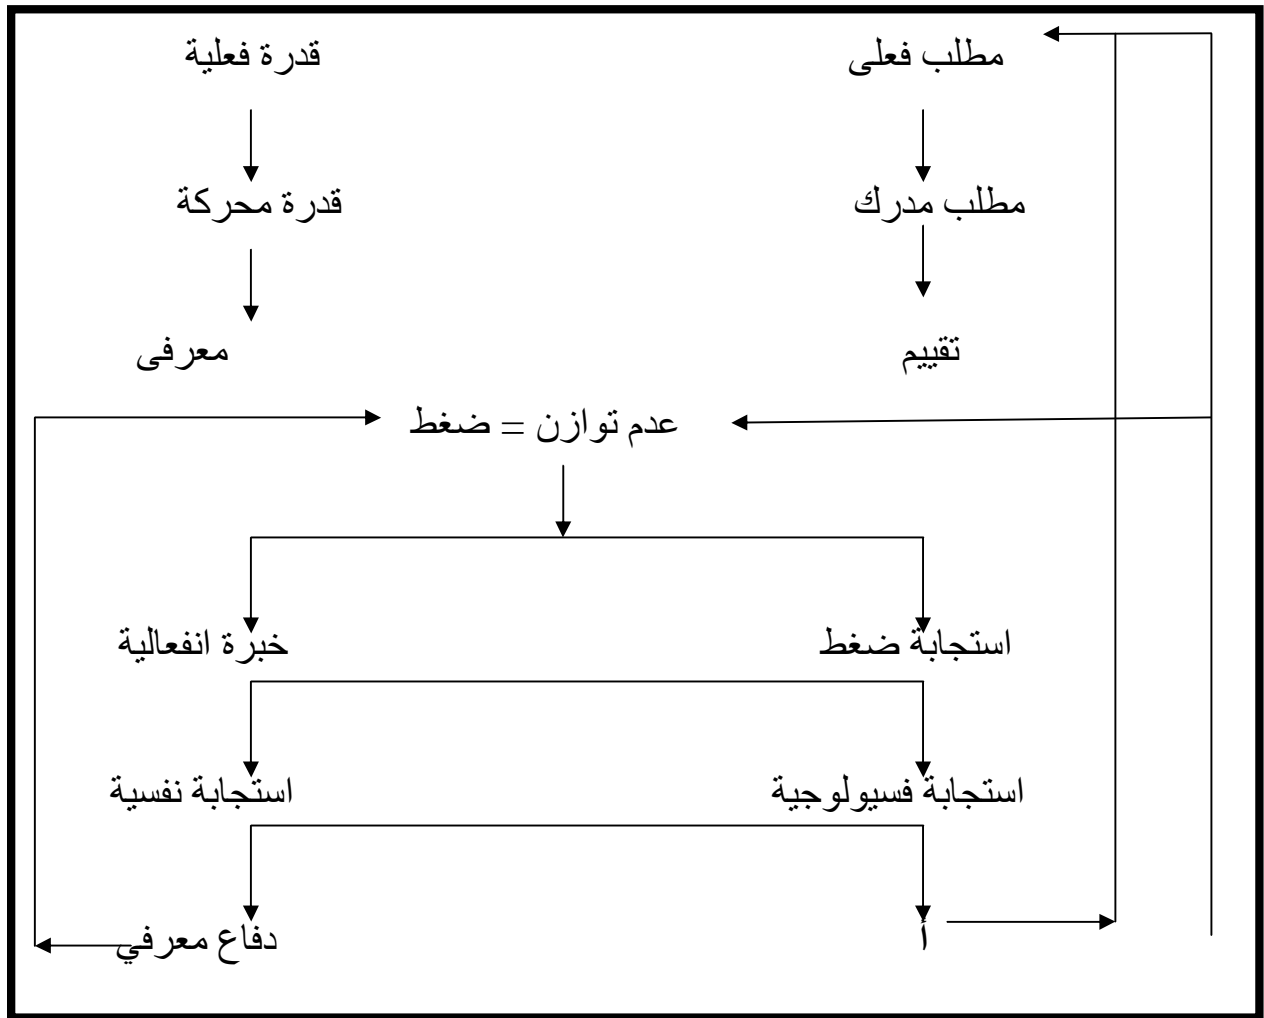 مطلب فعلى
قدرة فعلية
مطلب مدرك
قدرة محركة
تقييم
معرفى
عدم توازن = ضغط
استجابة ضغط
خبرة انفعالية
استجابة فسيولوجية
استجابة نفسية
أ
دفاع معرفي